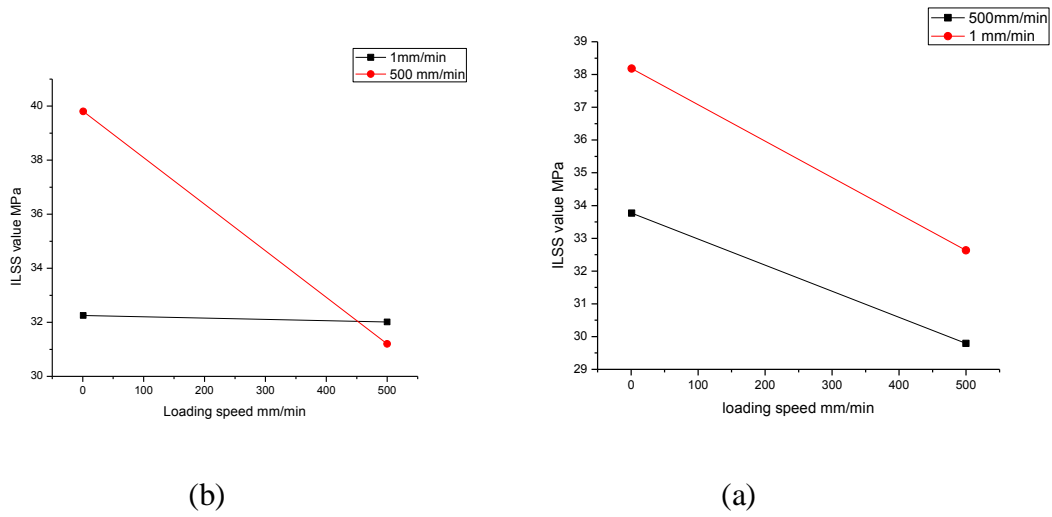 1mm/min
500 mm/min
40
38
36
34
32
30
ILSS value MPa
0 100 200 300 400 500
Loading speed mm/min
(b)
500mm/min
1 mm/min
39
38
37
36
35
34
33
32
31
30
29
ILSS value MPa
0 100 200 300 400 500
loading speed mm/min
(a)